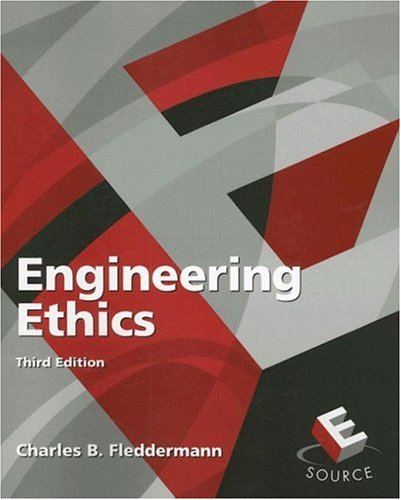 Engineering
Ethics
Third Edition
Charles B. Fleddermann
E
SOURCE